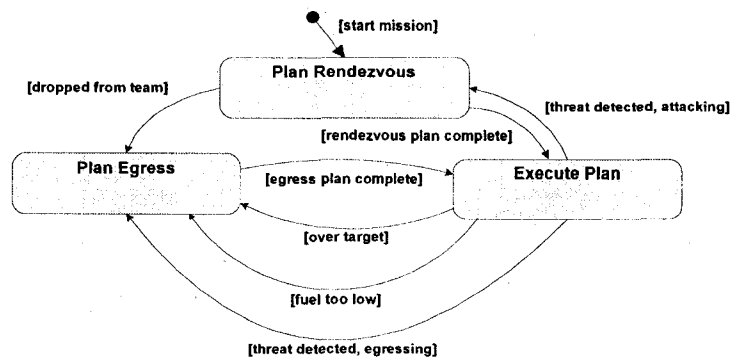 [start mission]
Plan Rendezvous
[dropped from team]
[threat detected, attacking]
[rendezvous plan complete]
Plan Egress
Execute Plan
[egress plan complete]
[over target]
[fuel too low]
[threat detected, egressing]